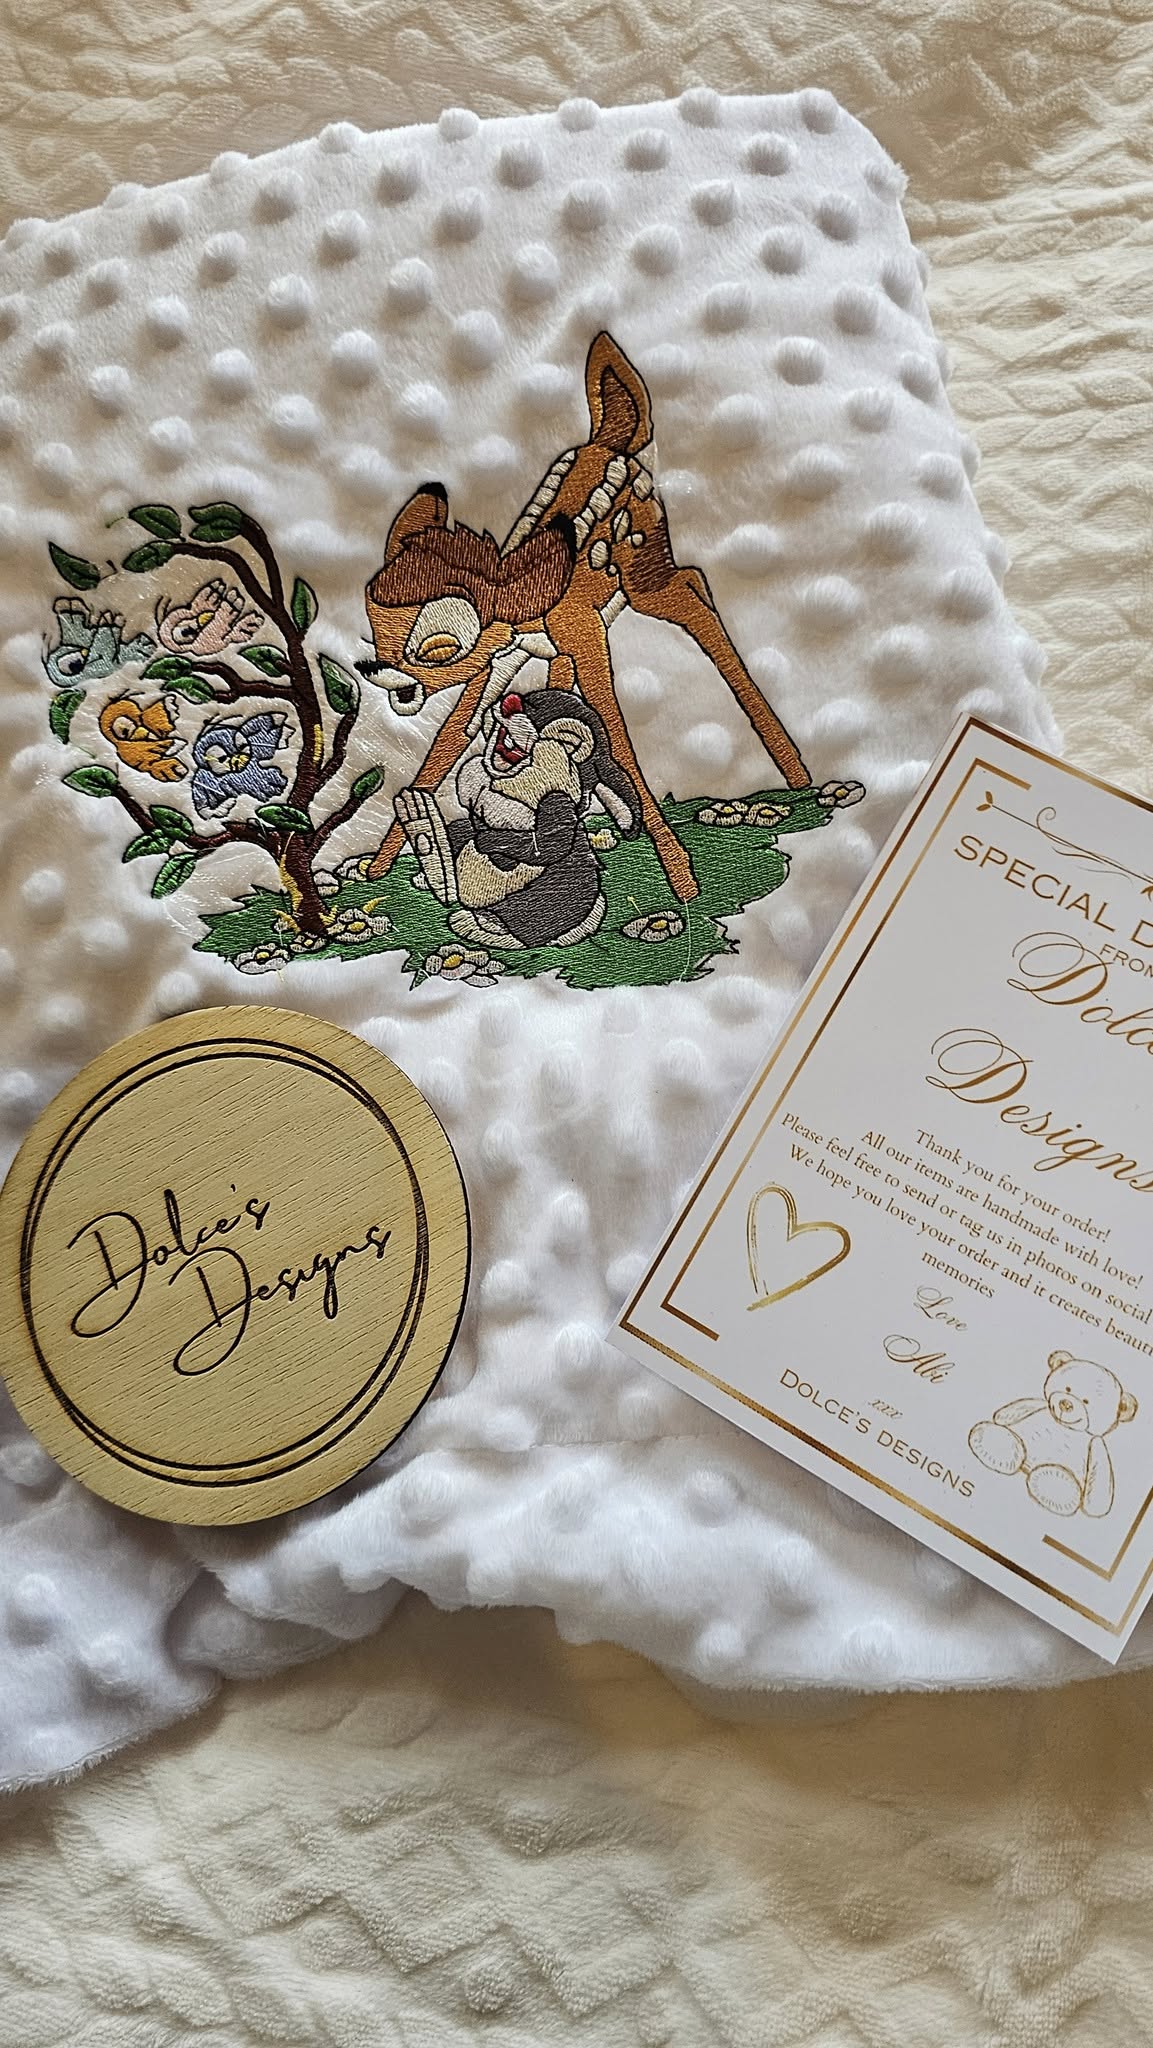 SPECIAL
FROM
Designs
Thank you for your order!
All our items are handmade with love!
Please feel free to send or tag us in photos on social
We hope you love your order and it creates
memories
Love
Abi
xxx
DOLCE'S DESIGNS
Dolce's
Designs